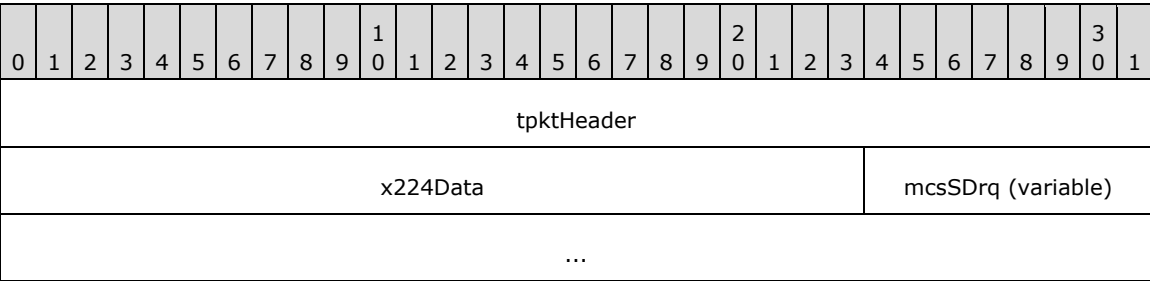 1 2 3
0 1 2 3 4 5 6 7 8 9 0 1 2 3 4 5 6 7 8 9 0 1 2 3 4 5 6 7 8 9 0 1
tpktHeader
x224Data mcsSDrq (variable)
...